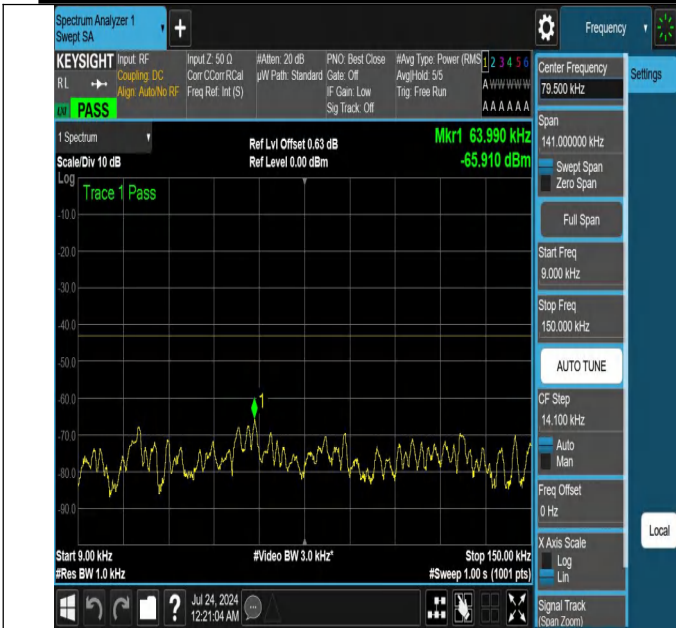 Spectrum Analyzer 1
Swept SA
+
Frequency
KEYSIGHT
RL
PASS
Input: RF
Coupling: DC
Align: Auto/No RF
Input Z: 50 Ω
Corr CCorr RCal
Freq Ref: Int (S)
#Atten: 20 dB
µW Path: Standard
PNO: Best Close
Gate: Off
IF Gain: Low
Sig Track: Off
#Avg Type: Power (RMS
Avg|Hold: 5/5
Trig: Free Run
1 2 3 4 5 6
A W W W W W
A A A A A A
1 Spectrum
Scale/Div 10 dB
Ref Lvl Offset 0.63 dB
Ref Level 0.00 dBm
Mkr1 63.990 kHz
-65.910 dBm
Log
Trace 1 Pass
-10.0
-20.0
-30.0
-40.0
-50.0
-60.0
1
-70.0
-80.0
-90.0
Start 9.00 kHz
#Res BW 1.0 kHz
#Video BW 3.0 kHz*
Stop 150.00 kHz
#Sweep 1.00 s (1001 pts)
Center Frequency
79.500 kHz
Settings
Span
141.000000 kHz
Swept Span
Zero Span
Full Span
Start Freq
9.000 kHz
Stop Freq
150.000 kHz
AUTO TUNE
CF Step
14.100 kHz
Auto
Man
Freq Offset
0 Hz
Local
X Axis Scale
Log
Lin
Signal Track
(Span Zoom)
?
Jul 24, 2024
12:21:04 AM